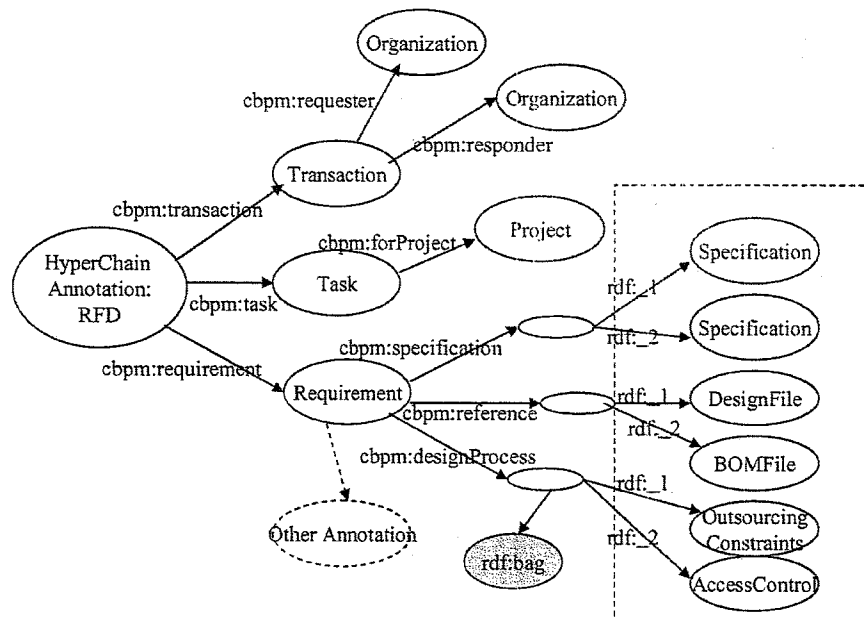 Organization
cbpm:requester
Organization
cbpm:responder
Transaction
cbpm:transaction
HyperChain
Annotation:
RFD
cbpm:forProject
Project
Task
cbpm:task
Specification
rdf:_1
cbpm:specification
rdf:_2
Specification
cbpm:requirement
Requirement
cbpm:reference
rdf:_1
DesignFile
rdf:_2
BOMFile
cbpm:designProcess
rdf:_1
Outsourcing
Constraints
rdf:_2
AccessControl
Other Annotation
rdf:bag